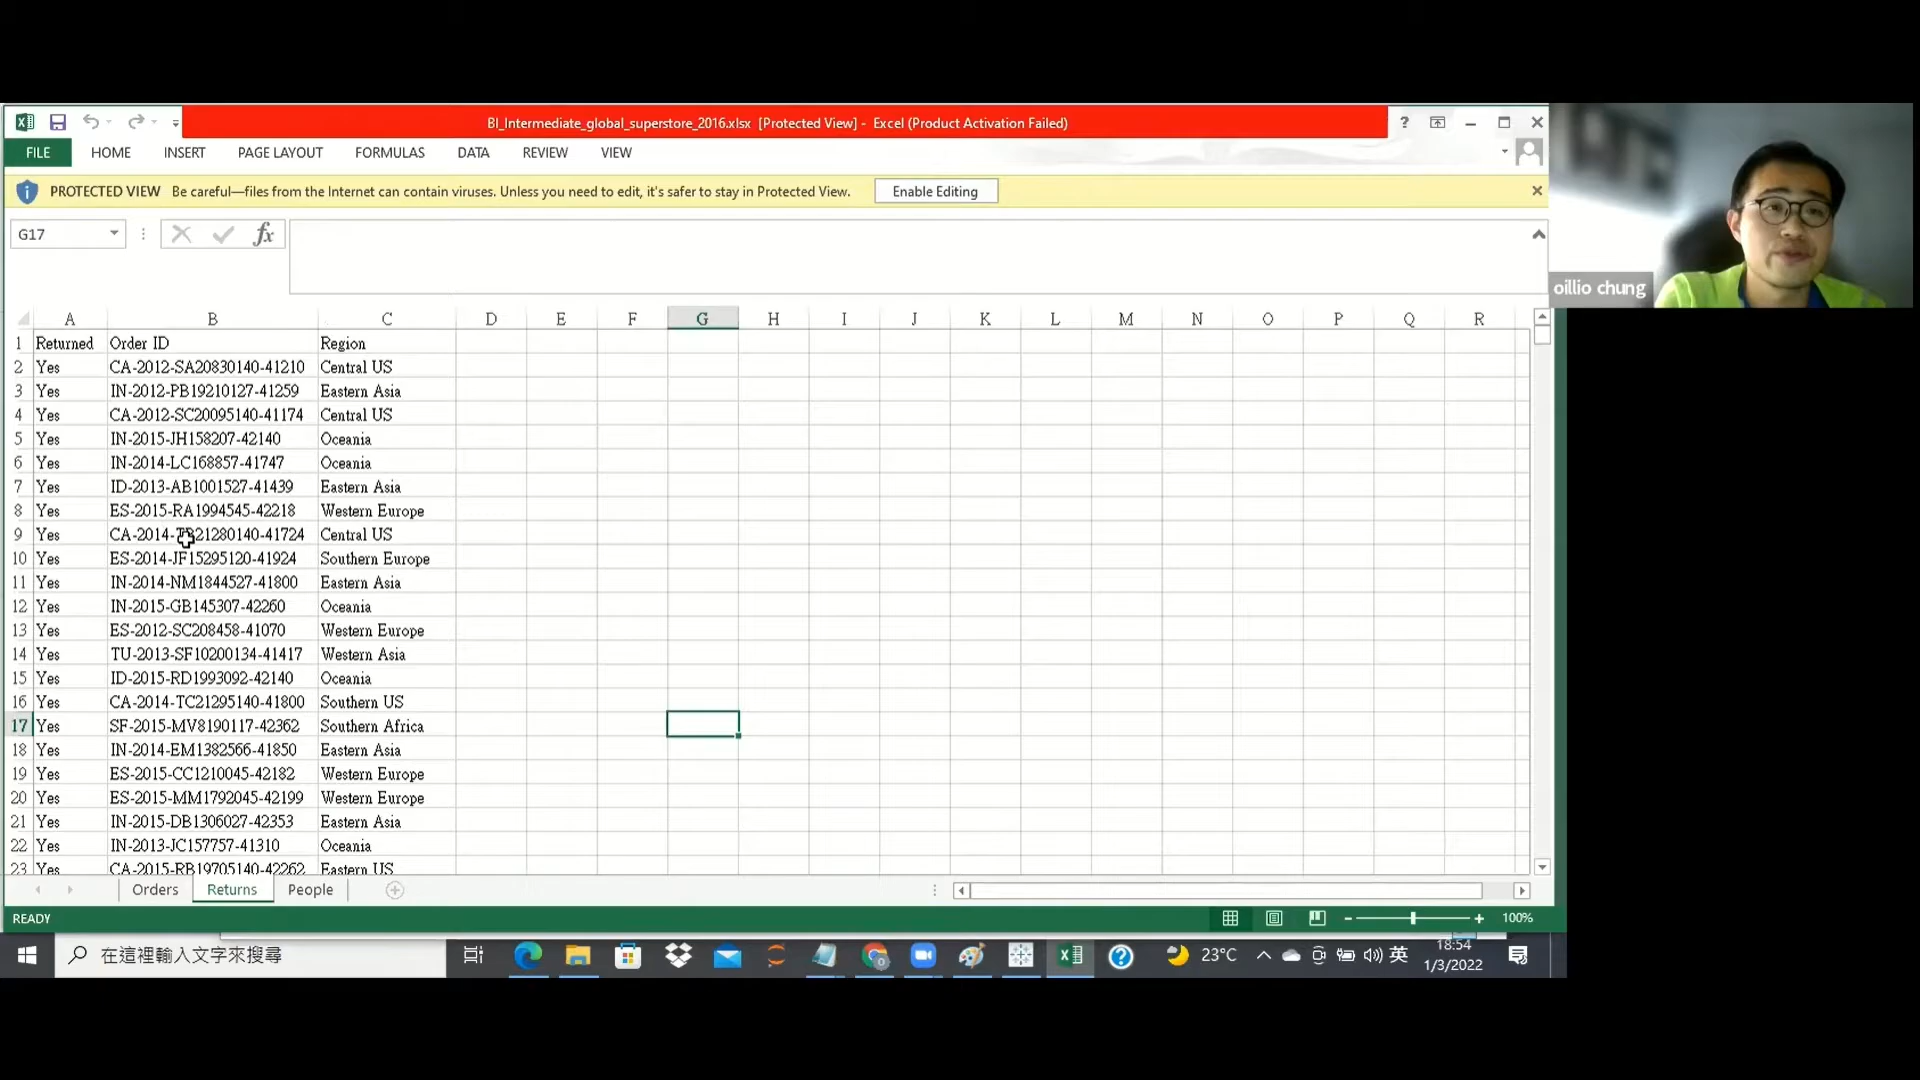 BI_Intermediate_global_superstore_2016.xlsx [Protected View] - Excel (Product Activation Failed)
FILE HOME INSERT PAGE LAYOUT FORMULAS DATA REVIEW VIEW
PROTECTED VIEW Be careful—files from the Internet can contain viruses. Unless you need to edit, it's safer to stay in Protected View. Enable Editing
G17 fx
oillio chung
A B C D E F G H I J K L M N O P Q R
1 Returned Order ID Region
2 Yes CA-2012-SA20830140-41210 Central US
3 Yes IN-2012-PB19210127-41259 Eastern Asia
4 Yes CA-2012-SC20095140-41174 Central US
5 Yes IN-2015-JH158207-42140 Oceania
6 Yes IN-2014-LC168857-41747 Oceania
7 Yes ID-2013-AB1001527-41439 Eastern Asia
8 Yes ES-2015-RA1994545-42218 Western Europe
9 Yes Central US
10 Yes ES-2014-JF15295120-41924 Southern Europe
11 Yes IN-2014-NM1844527-41800 Eastern Asia
12 Yes IN-2015-GB145307-42260 Oceania
13 Yes ES-2012-SC208458-41070 Western Europe
14 Yes TU-2013-SF10200134-41417 Western Asia
15 Yes ID-2015-RD1993092-42140 Oceania
16 Yes CA-2014-TC21295140-41800 Southern US
17 Yes SF-2015-MV8190117-42362 Southern Africa
18 Yes IN-2014-EM1382566-41850 Eastern Asia
19 Yes ES-2015-CC1210045-42182 Western Europe
20 Yes ES-2015-MM1792045-42199 Western Europe
21 Yes IN-2015-DB1306027-42353 Eastern Asia
22 Yes IN-2013-JC157757-41310 Oceania
23 Yes CA-2015-RB19705140-42262 Eastern US
Orders Returns People
READY 100%
在這裡輸入文字來搜尋 23°C 英 18:54
1/3/2022